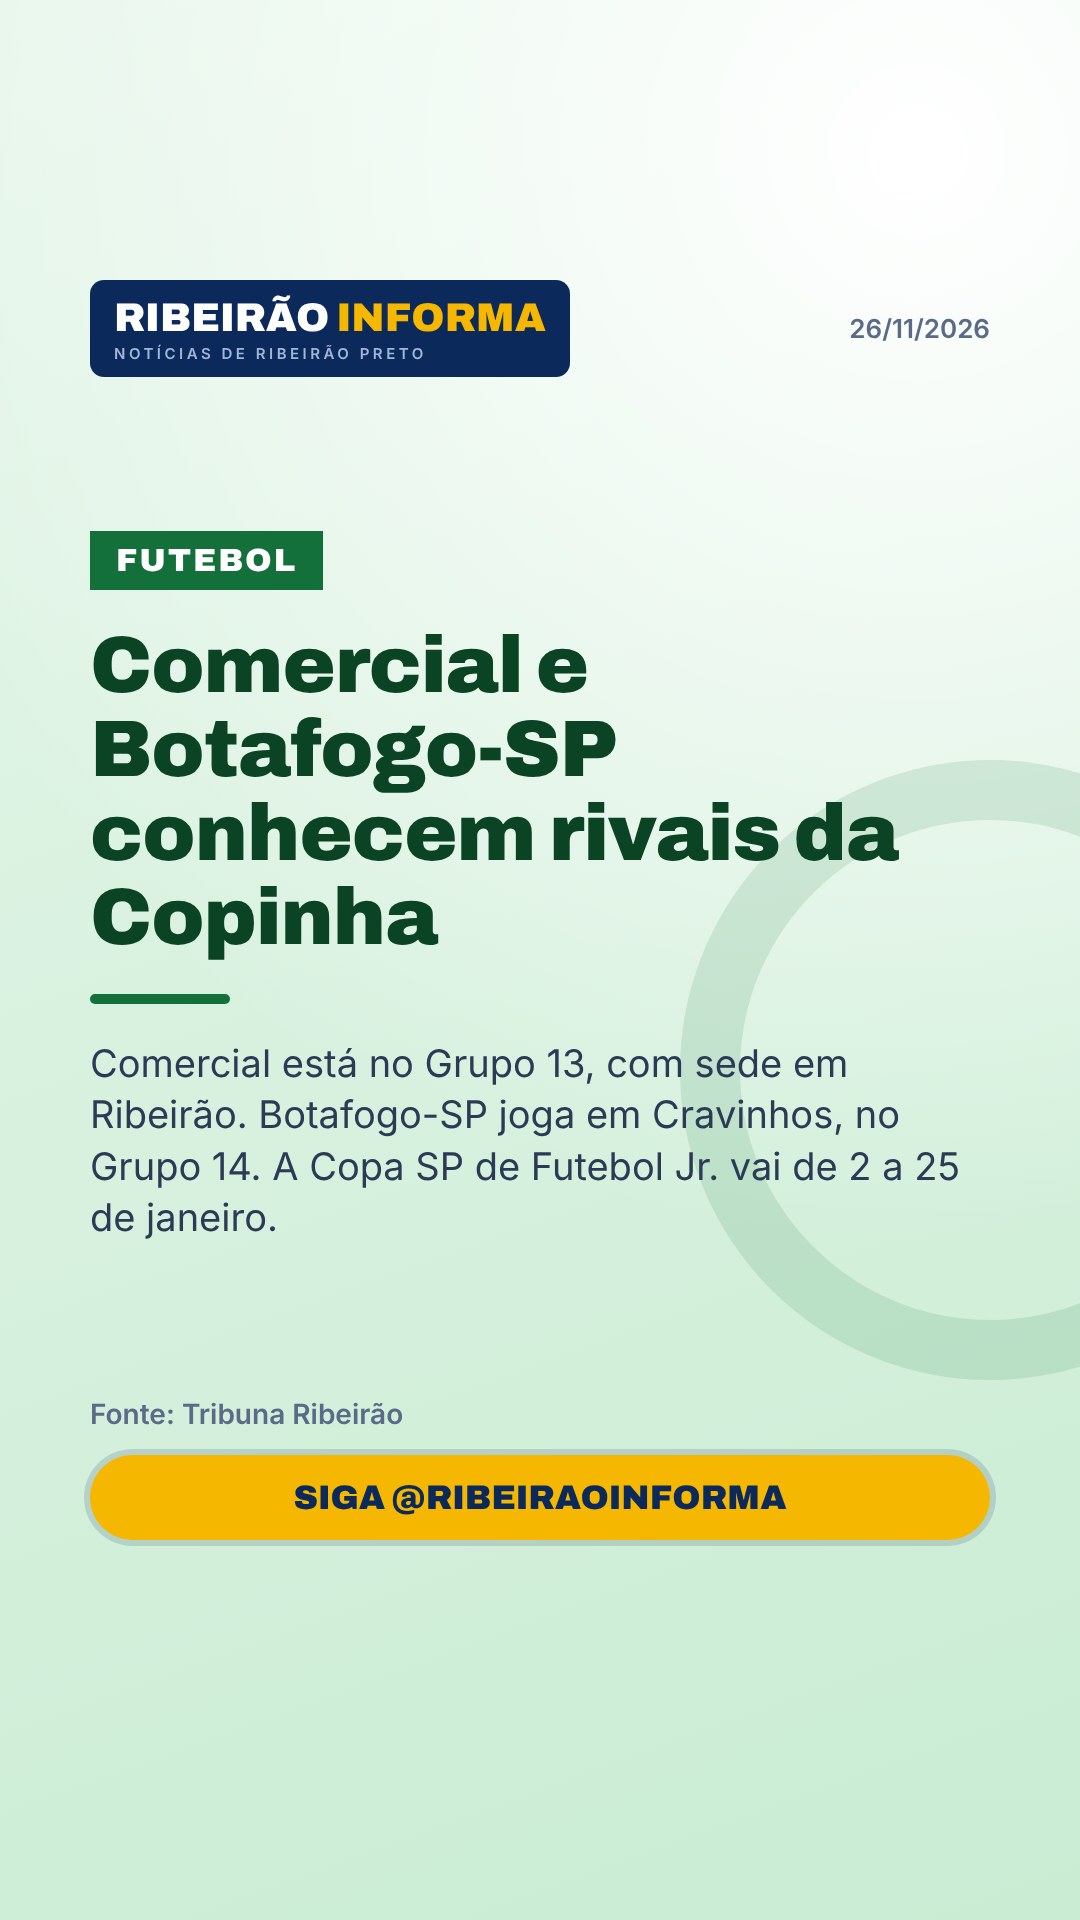 RIBEIRÃO INFORMA
NOTÍCIAS DE RIBEIRÃO PRETO
26/11/2026
FUTEBOL
Comercial e
Botafogo-SP
conhecem rivais da
Copinha
Comercial está no Grupo 13, com sede em
Ribeirão. Botafogo-SP joga em Cravinhos, no
Grupo 14. A Copa SP de Futebol Jr. vai de 2 a 25
de janeiro.
Fonte: Tribuna Ribeirão
SIGA @RIBEIRAOINFORMA